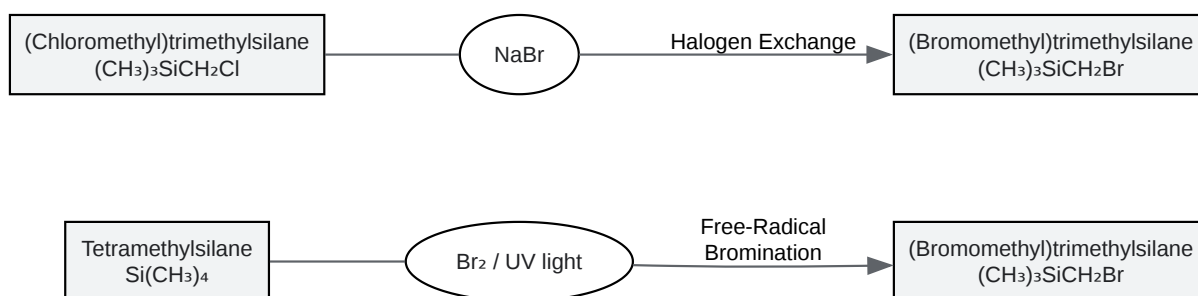 (Chloromethyl)trimethylsilane
(CH₃)₃SiCH₂Cl
NaBr
Halogen Exchange
(Bromomethyl)trimethylsilane
(CH₃)₃SiCH₂Br
Tetramethylsilane
Si(CH₃)₄
Br₂ / UV light
Free-Radical
Bromination
(Bromomethyl)trimethylsilane
(CH₃)₃SiCH₂Br